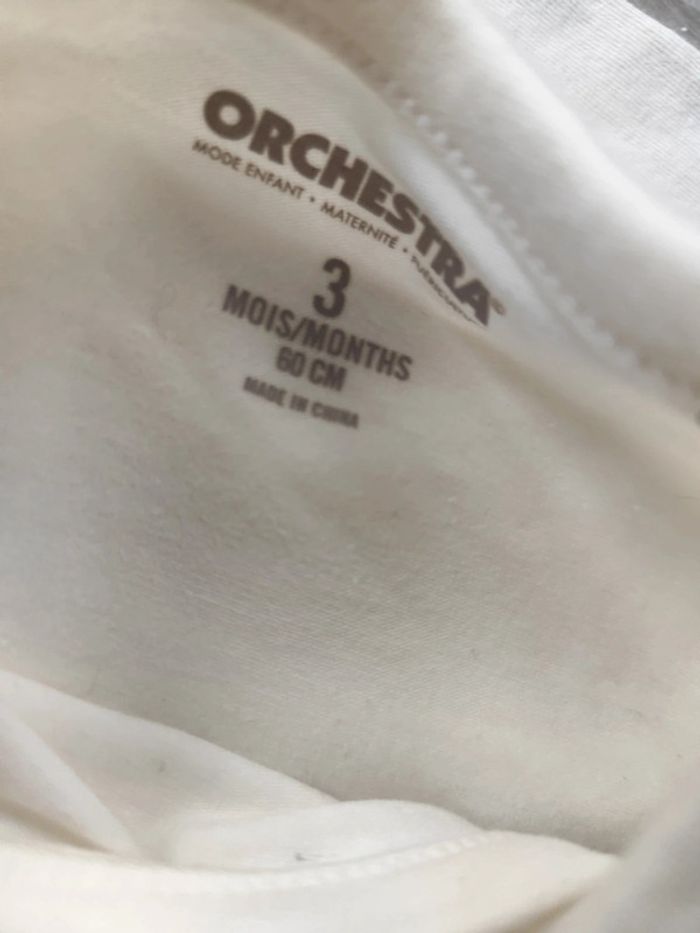 ORCHESTRA
MODE ENFANT • MATERNITÉ •
3
MOIS/MONTHS
60 CM
MADE IN CHINA